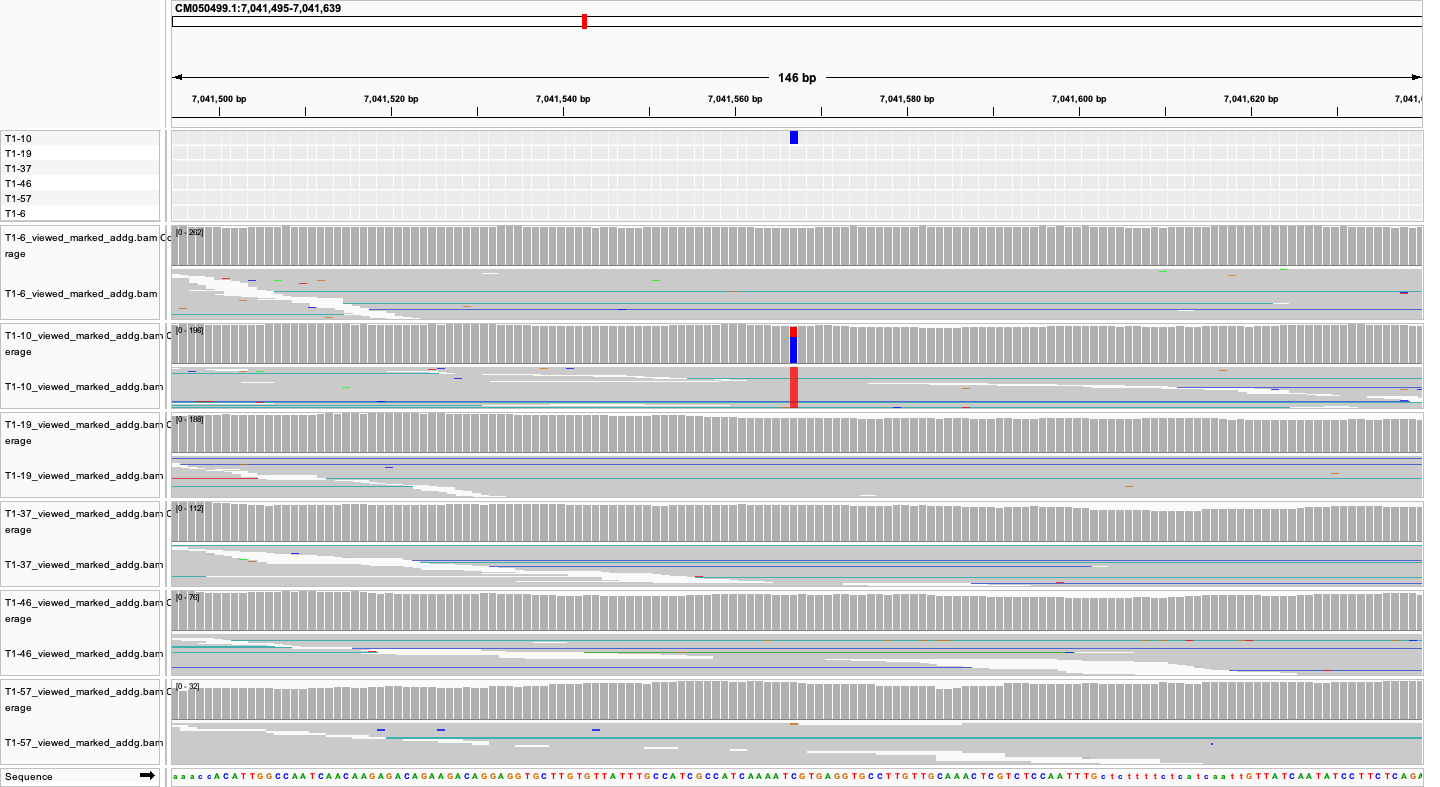 CM050499.1:7,041,495-7,041,639
146 bp
7,041,500 bp 7,041,520 bp 7,041,540 bp 7,041,560 bp 7,041,580 bp 7,041,600 bp 7,041,620 bp 7,041,
T1-10
T1-19
T1-37
T1-46
T1-57
T1-6
T1-6_viewed_marked_addg.bam Co
rage
[0 - 262]
T1-6_viewed_marked_addg.bam
T1-10_viewed_marked_addg.bam C
erage
[0 - 196]
T1-10_viewed_marked_addg.bam
T1-19_viewed_marked_addg.bam C
erage
[0 - 188]
T1-19_viewed_marked_addg.bam
T1-37_viewed_marked_addg.bam C
erage
[0 - 112]
T1-37_viewed_marked_addg.bam
T1-46_viewed_marked_addg.bam C
erage
[0 - 76]
T1-46_viewed_marked_addg.bam
T1-57_viewed_marked_addg.bam C
erage
[0 - 32]
T1-57_viewed_marked_addg.bam
Sequence
a a a c c A C A T T G G C C A A T C A A C A A G A G A C A G A A G A C A G G A G G T G C T T G T G T T A T T T G C C A T C G C C A T C A A A A T C G T G A G G T G C C T T G T T G C A A A C T C G T C T C C A A T T T G c t c t t t t c t c a t c a a t t G T T A T C A A T A T C C T T C T C A G A